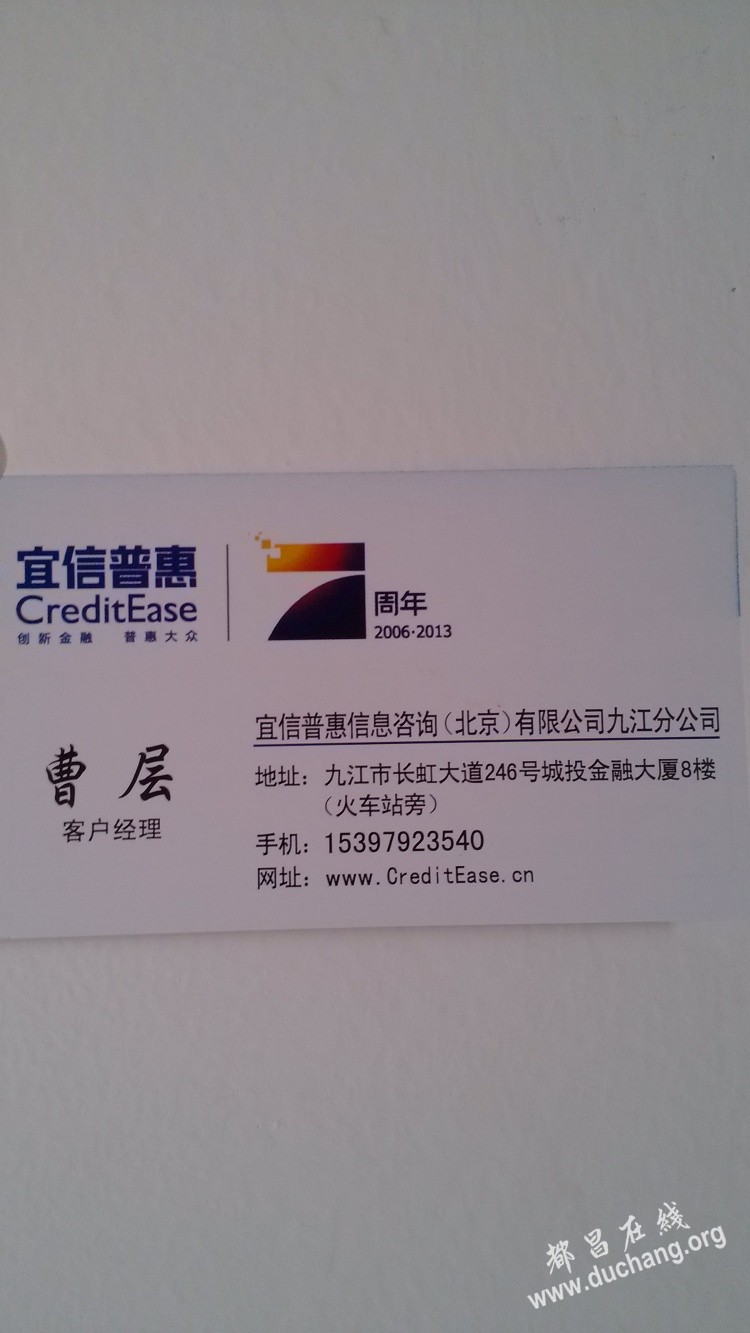 宜信普惠
CreditEase
创新金融 普惠大众
周年
2006·2013
宜信普惠信息咨询(北京)有限公司九江分公司
曹 层
客户经理
地址：九江市长虹大道246号城投金融大厦8楼
（火车站旁）
手机：15397923540
网址：www.CreditEase.cn
都昌在綫
www.duchang.org